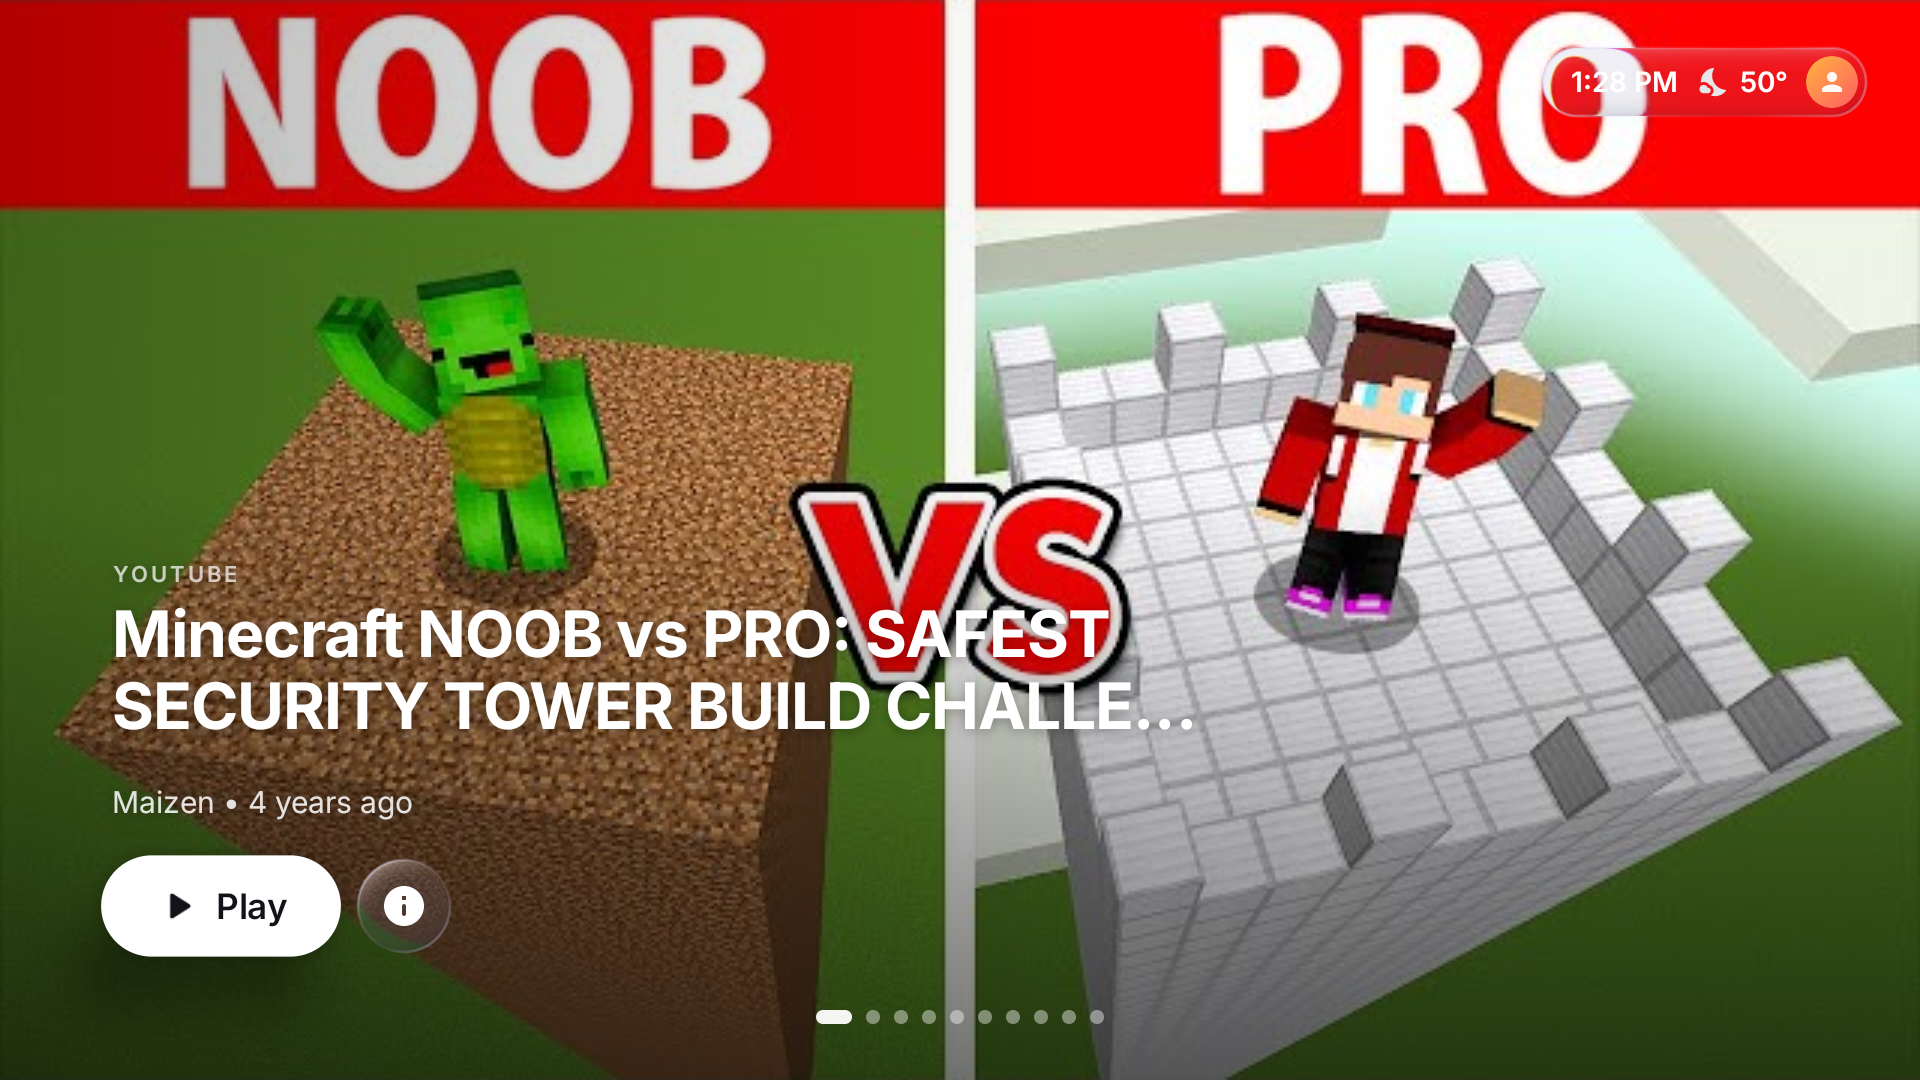 NOOB
PRO
1:28 PM
50°
VS
YOUTUBE
Minecraft NOOB vs PRO: SAFEST
SECURITY TOWER BUILD CHALLE...
Maizen • 4 years ago
Play